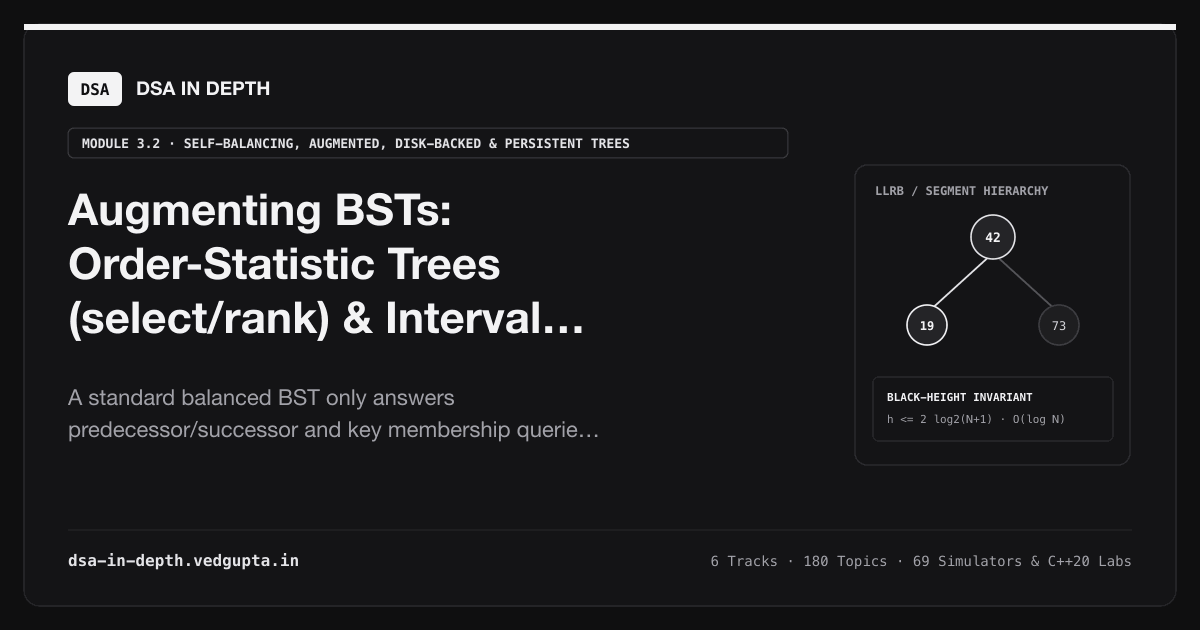 DSA
DSA IN DEPTH
MODULE 3.2 · SELF-BALANCING, AUGMENTED, DISK-BACKED & PERSISTENT TREES
Augmenting BSTs:
Order-Statistic Trees
(select/rank) & Interval...
A standard balanced BST only answers
predecessor/successor and key membership querie...
LLRB / SEGMENT HIERARCHY
42
19
73
BLACK-HEIGHT INVARIANT
h <= 2 log2(N+1) · O(log N)
dsa-in-depth.vedgupta.in
6 Tracks · 180 Topics · 69 Simulators & C++20 Labs